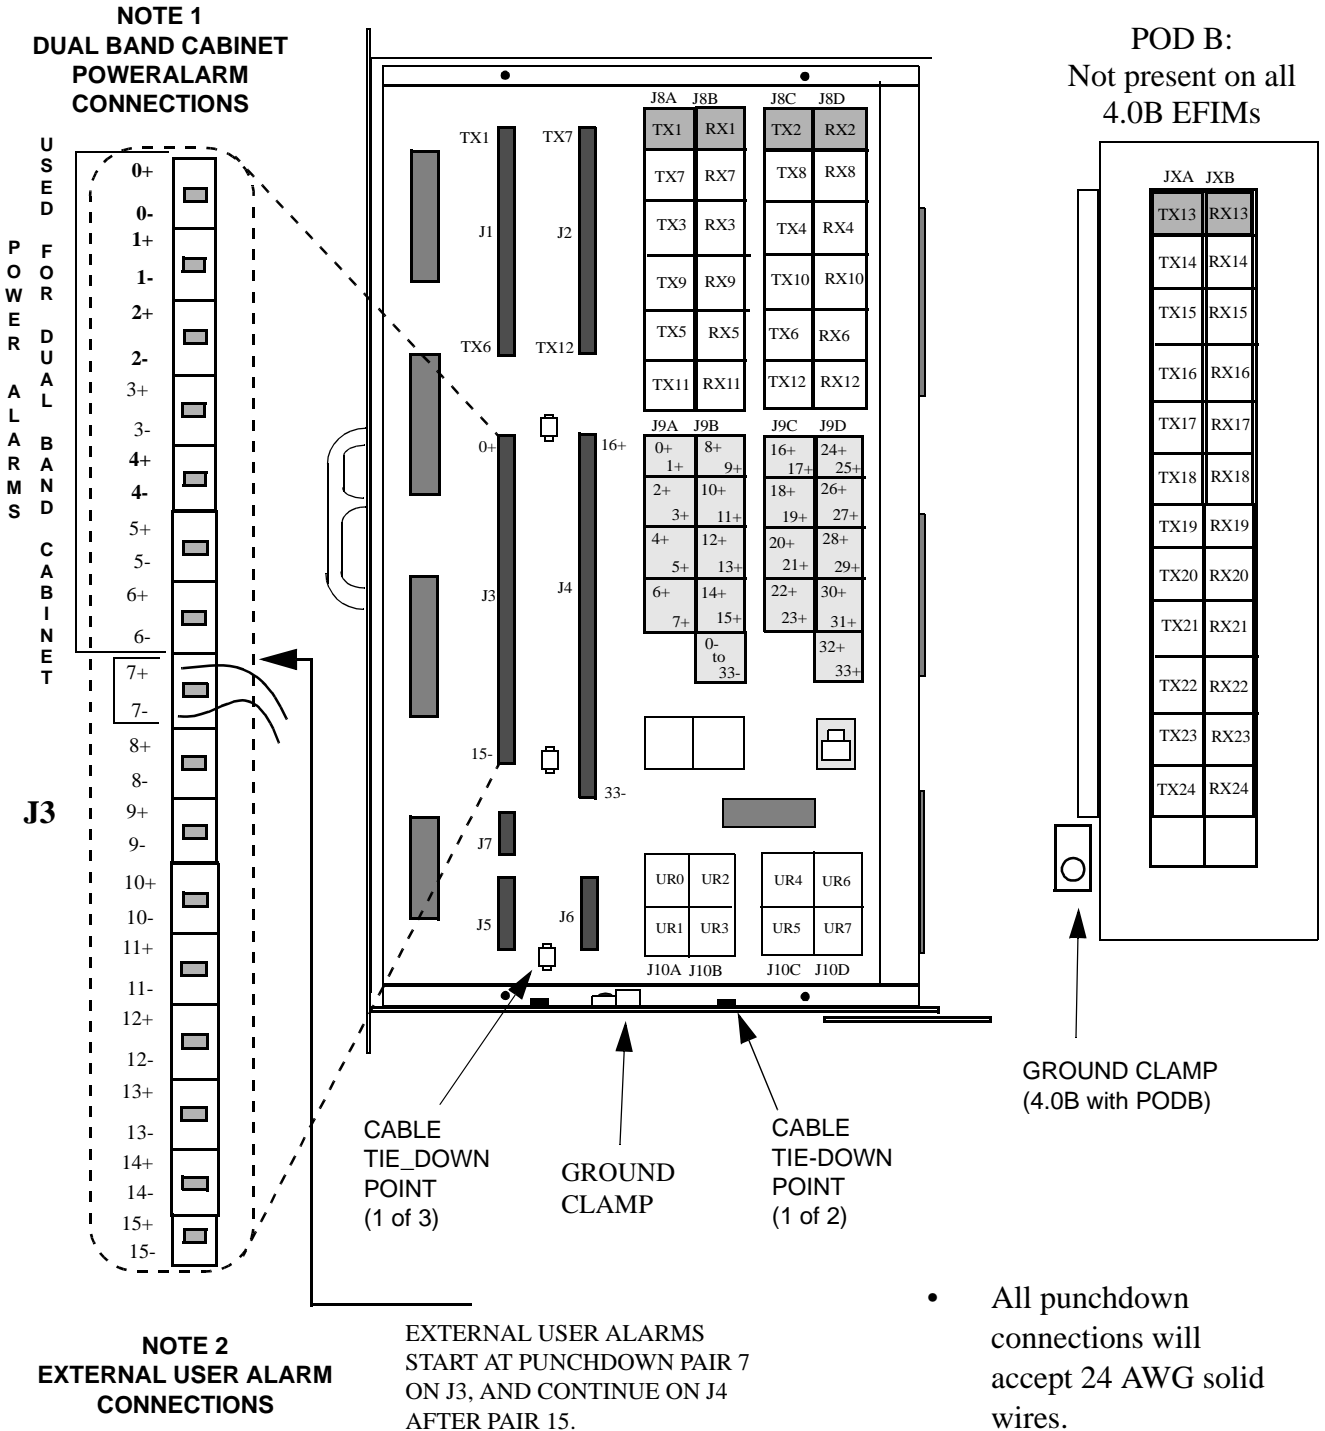 NOTE 1
DUAL BAND CABINET
POWERALARM
CONNECTIONS
USED FOR DUAL BAND CABINET
POWER ALARMS
0+
0-
1+
1-
2+
2-
3+
3-
4+
4-
5+
5-
6+
6-
7+
7-
8+
8-
9+
9-
10+
10-
11+
11-
12+
12-
13+
13-
14+
14-
15+
15-
J3
NOTE 2
EXTERNAL USER ALARM
CONNECTIONS
TX1
J1
TX6
TX7
J2
TX12
0+
J3
15-
16+
J4
33-
J7
J5
J6
J8A J8B J8C J8D
TX1 RX1 TX2 RX2
TX7 RX7 TX8 RX8
TX3 RX3 TX4 RX4
TX9 RX9 TX10 RX10
TX5 RX5 TX6 RX6
TX11 RX11 TX12 RX12
J9A J9B J9C J9D
0+ 8+ 16+ 24+
1+ 9+ 17+ 25+
2+ 10+ 18+ 26+
3+ 11+ 19+ 27+
4+ 12+ 20+ 28+
5+ 13+ 21+ 29+
6+ 14+ 22+ 30+
7+ 15+ 23+ 31+
0- 32+
to
33- 33+
UR0 UR2 UR4 UR6
UR1 UR3 UR5 UR7
J10A J10B J10C J10D
CABLE
TIE_DOWN
POINT
(1 of 3)
GROUND
CLAMP
CABLE
TIE-DOWN
POINT
(1 of 2)
EXTERNAL USER ALARMS
START AT PUNCHDOWN PAIR 7
ON J3, AND CONTINUE ON J4
AFTER PAIR 15.
POD B:
Not present on all
4.0B EFIMs
JXA JXB
TX13 RX13
TX14 RX14
TX15 RX15
TX16 RX16
TX17 RX17
TX18 RX18
TX19 RX19
TX20 RX20
TX21 RX21
TX22 RX22
TX23 RX23
TX24 RX24
GROUND CLAMP
(4.0B with PODB)
• All punchdown
connections will
accept 24 AWG solid
wires.